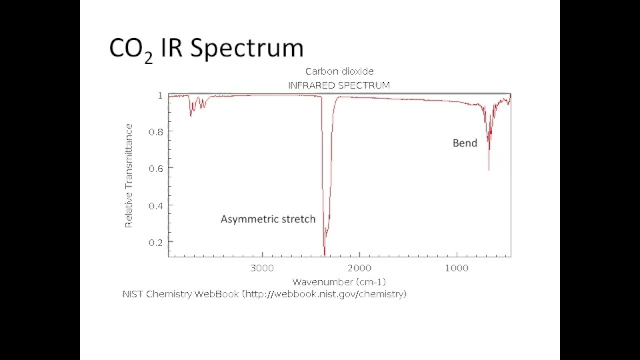 CO₂ IR Spectrum
Carbon dioxide
INFRARED SPECTRUM
1
0.8
0.6
0.4
0.2
Relative Transmittance
Bend
Asymmetric stretch
3000 2000 1000
Wavenumber (cm-1)
NIST Chemistry WebBook (http://webbook.nist.gov/chemistry)